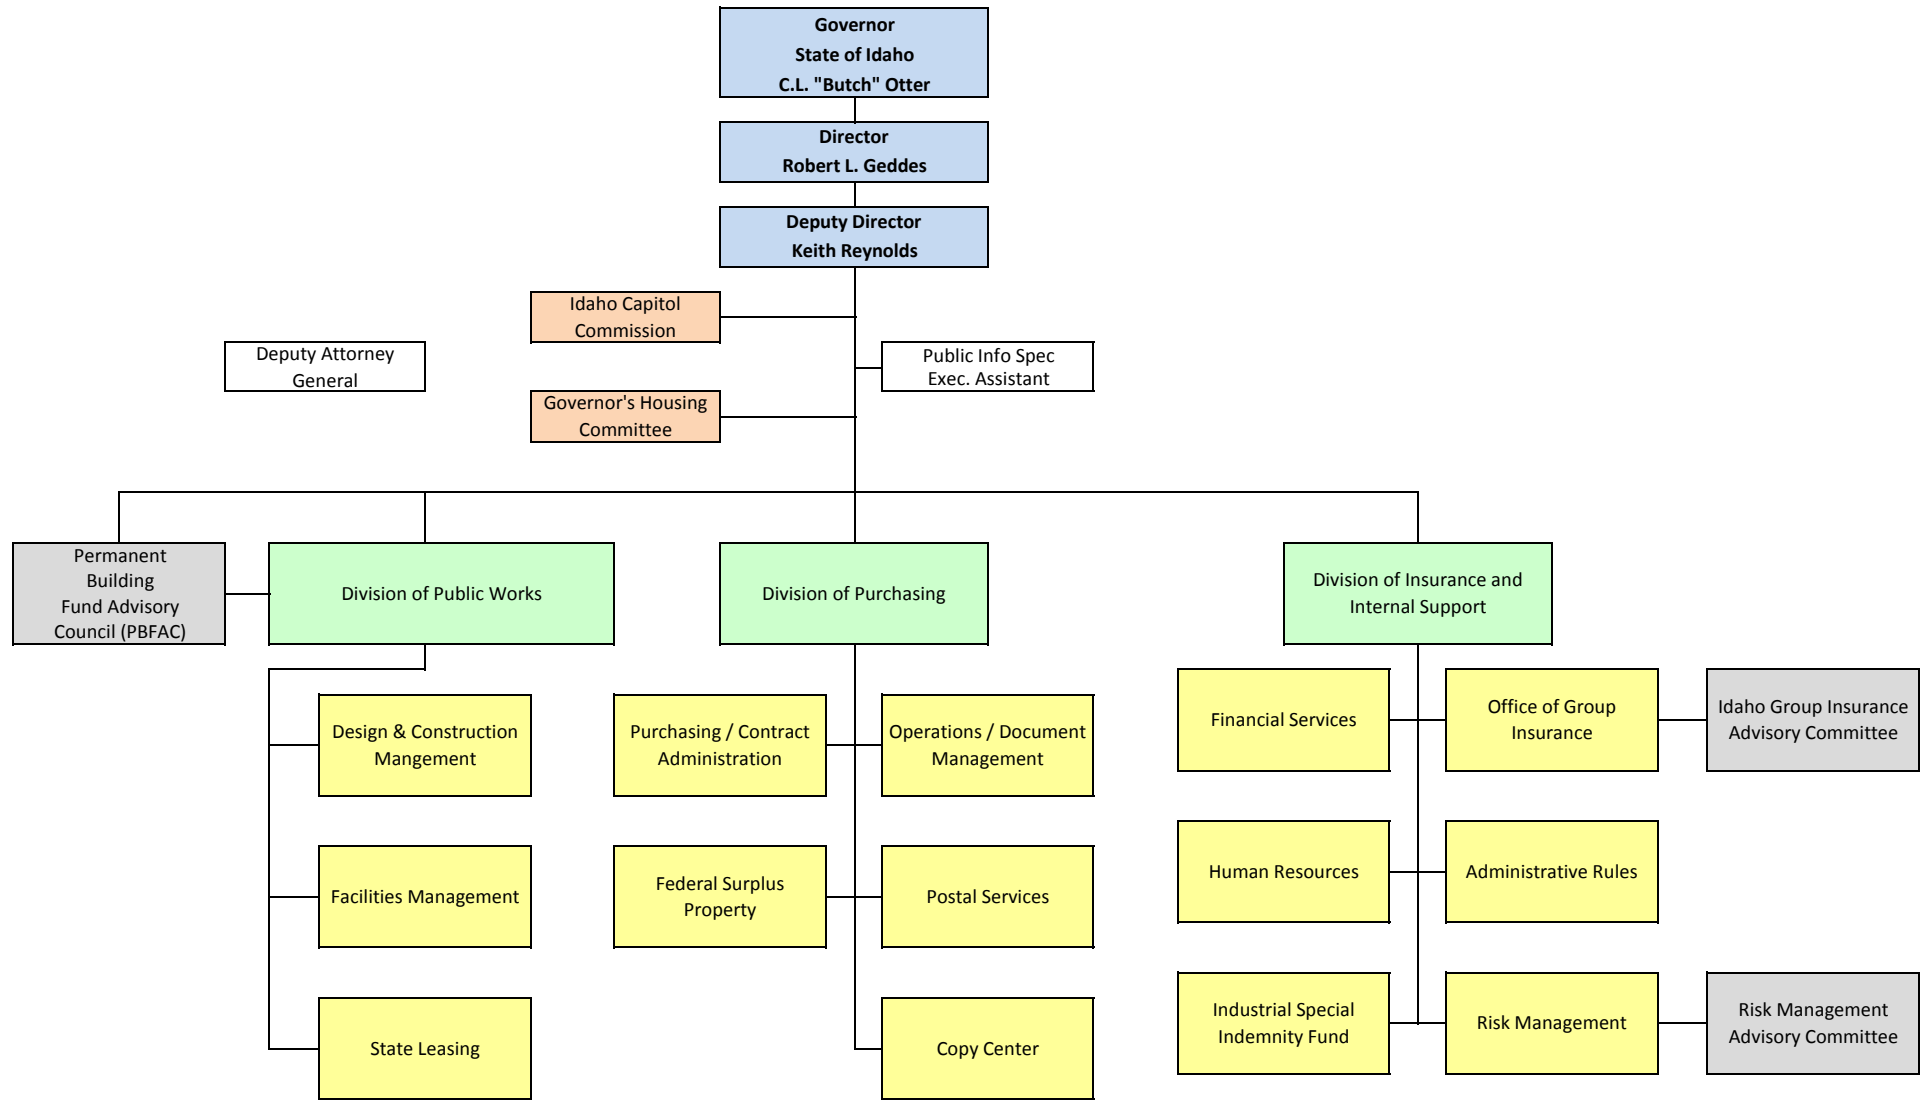 Governor
State of Idaho
C.L. "Butch" Otter
Director
Robert L. Geddes
Deputy Director
Keith Reynolds
Idaho Capitol
Commission
Deputy Attorney
General
Public Info Spec
Exec. Assistant
Governor's Housing
Committee
Permanent
Building
Fund Advisory
Council (PBFAC)
Division of Public Works
Division of Purchasing
Division of Insurance and
Internal Support
Design & Construction
Mangement
Facilities Management
State Leasing
Purchasing / Contract
Administration
Operations / Document
Management
Federal Surplus
Property
Postal Services
Copy Center
Financial Services
Office of Group
Insurance
Idaho Group Insurance
Advisory Committee
Human Resources
Administrative Rules
Industrial Special
Indemnity Fund
Risk Management
Risk Management
Advisory Committee